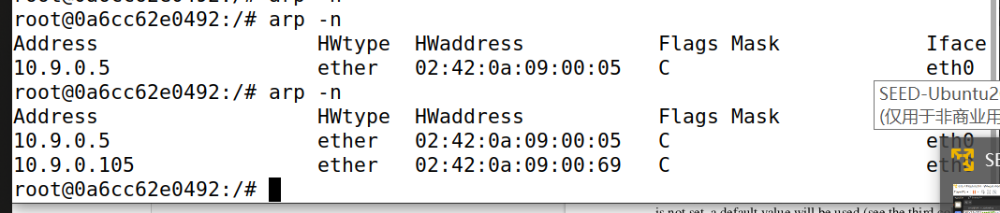 root@0a6cc62e0492:/# arp -n
Address HWtype HWaddress Flags Mask Iface
10.9.0.5 ether 02:42:0a:09:00:05 C eth0
root@0a6cc62e0492:/# arp -n
Address HWtype HWaddress Flags Mask
10.9.0.5 ether 02:42:0a:09:00:05 C eth0
10.9.0.105 ether 02:42:0a:09:00:69 C
root@0a6cc62e0492:/#
SEED-Ubuntu2
(仅用于非商业用
SE
is not set, a default value will be used (see the third